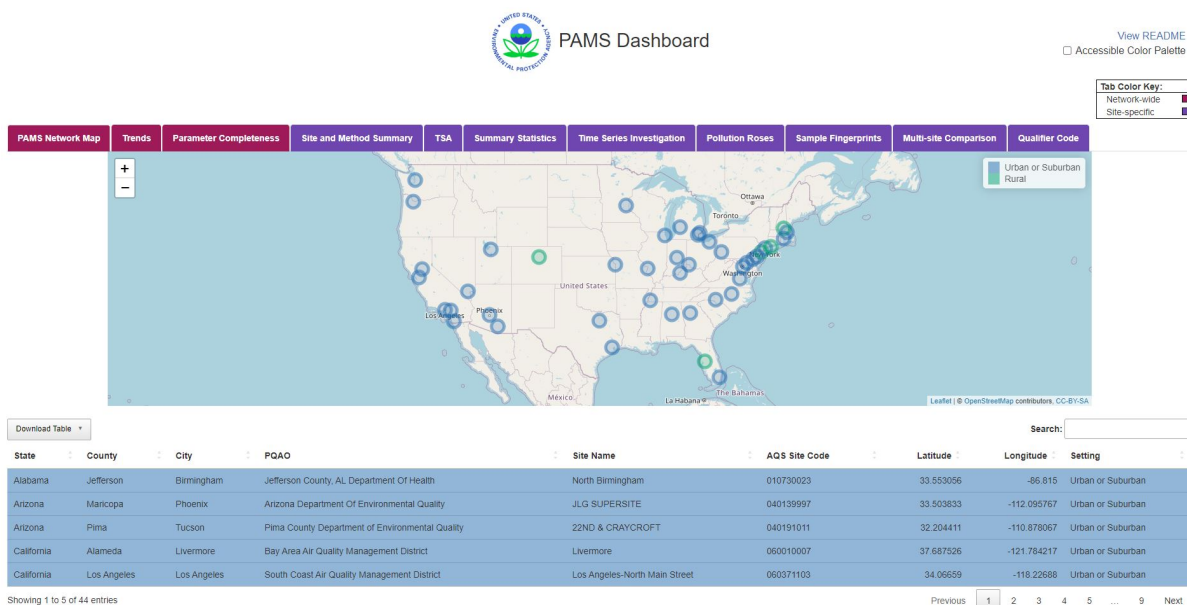 UNITED STATES
ENVIRONMENTAL PROTECTION AGENCY
PAMS Dashboard
View README
Accessible Color Palette
Tab Color Key:
Network-wide
Site-specific
PAMS Network Map Trends Parameter Completeness Site and Method Summary TSA Summary Statistics Time Series Investigation Pollution Roses Sample Fingerprints Multi-site Comparison Qualifier Code
+
−
Urban or Suburban
Rural
Ottawa
Toronto
Washington
United States
Los Angeles
Phoenix
México
La Habana
The Bahamas
Leaflet | © OpenStreetMap contributors, CC-BY-SA
Download Table
Search:
State County City PQAO Site Name AQS Site Code Latitude Longitude Setting
Alabama Jefferson Birmingham Jefferson County, AL Department Of Health North Birmingham 010730023 33.553056 -86.815 Urban or Suburban
Arizona Maricopa Phoenix Arizona Department Of Environmental Quality JLG SUPERSITE 040139997 33.503833 -112.095767 Urban or Suburban
Arizona Pima Tucson Pima County Department of Environmental Quality 22ND & CRAYCROFT 040191011 32.204411 -110.878067 Urban or Suburban
California Alameda Livermore Bay Area Air Quality Management District Livermore 060010007 37.687526 -121.784217 Urban or Suburban
California Los Angeles Los Angeles South Coast Air Quality Management District Los Angeles-North Main Street 060371103 34.06659 -118.22688 Urban or Suburban
Showing 1 to 5 of 44 entries
Previous 1 2 3 4 5 ... 9 Next